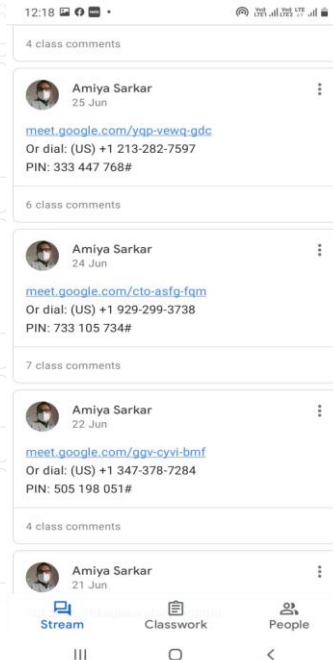 12:18
4 class comments
Amiya Sarkar
25 Jun
meet.google.com/yqp-vewq-gdc
Or dial: (US) +1 213-282-7597
PIN: 333 447 768#
6 class comments
Amiya Sarkar
24 Jun
meet.google.com/cto-asfg-fqm
Or dial: (US) +1 929-299-3738
PIN: 733 105 734#
7 class comments
Amiya Sarkar
22 Jun
meet.google.com/ggv-cyvi-bmf
Or dial: (US) +1 347-378-7284
PIN: 505 198 051#
4 class comments
Amiya Sarkar
21 Jun
Stream Classwork People